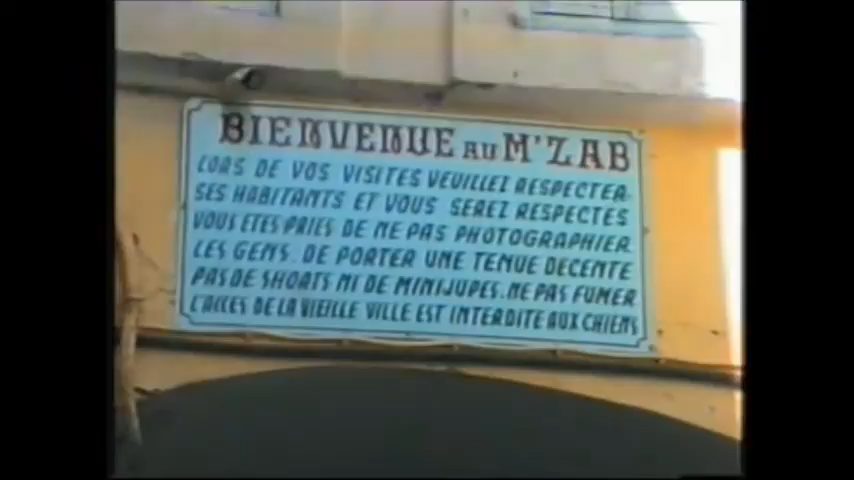 BIENVENUE AU M'ZAB
LORS DE VOS VISITES VEUILLEZ RESPECTER
SES HABITANTS ET VOUS SEREZ RESPECTES
VOUS ETES PRIES DE NE PAS PHOTOGRAPHIER
LES GENS. DE PORTER UNE TENUE DECENTE
PAS DE SHORTS NI DE MINIJUPES. NE PAS FUMER
L'ACCES DE LA VIEILLE VILLE EST INTERDITE AUX CHIENS